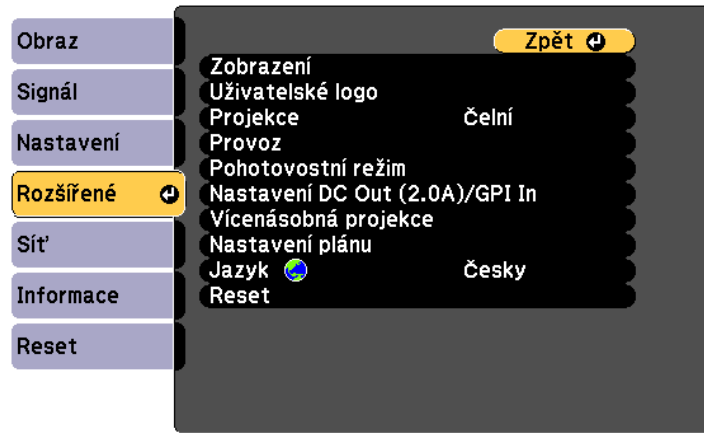 Obraz
Signál
Nastavení
Rozšířené
Síť
Informace
Reset
Zpět
Zobrazení
Uživatelské logo
Projekce Čelní
Provoz
Pohotovostní režim
Nastavení DC Out (2.0A)/GPI In
Vícenásobná projekce
Nastavení plánu
Jazyk Česky
Reset